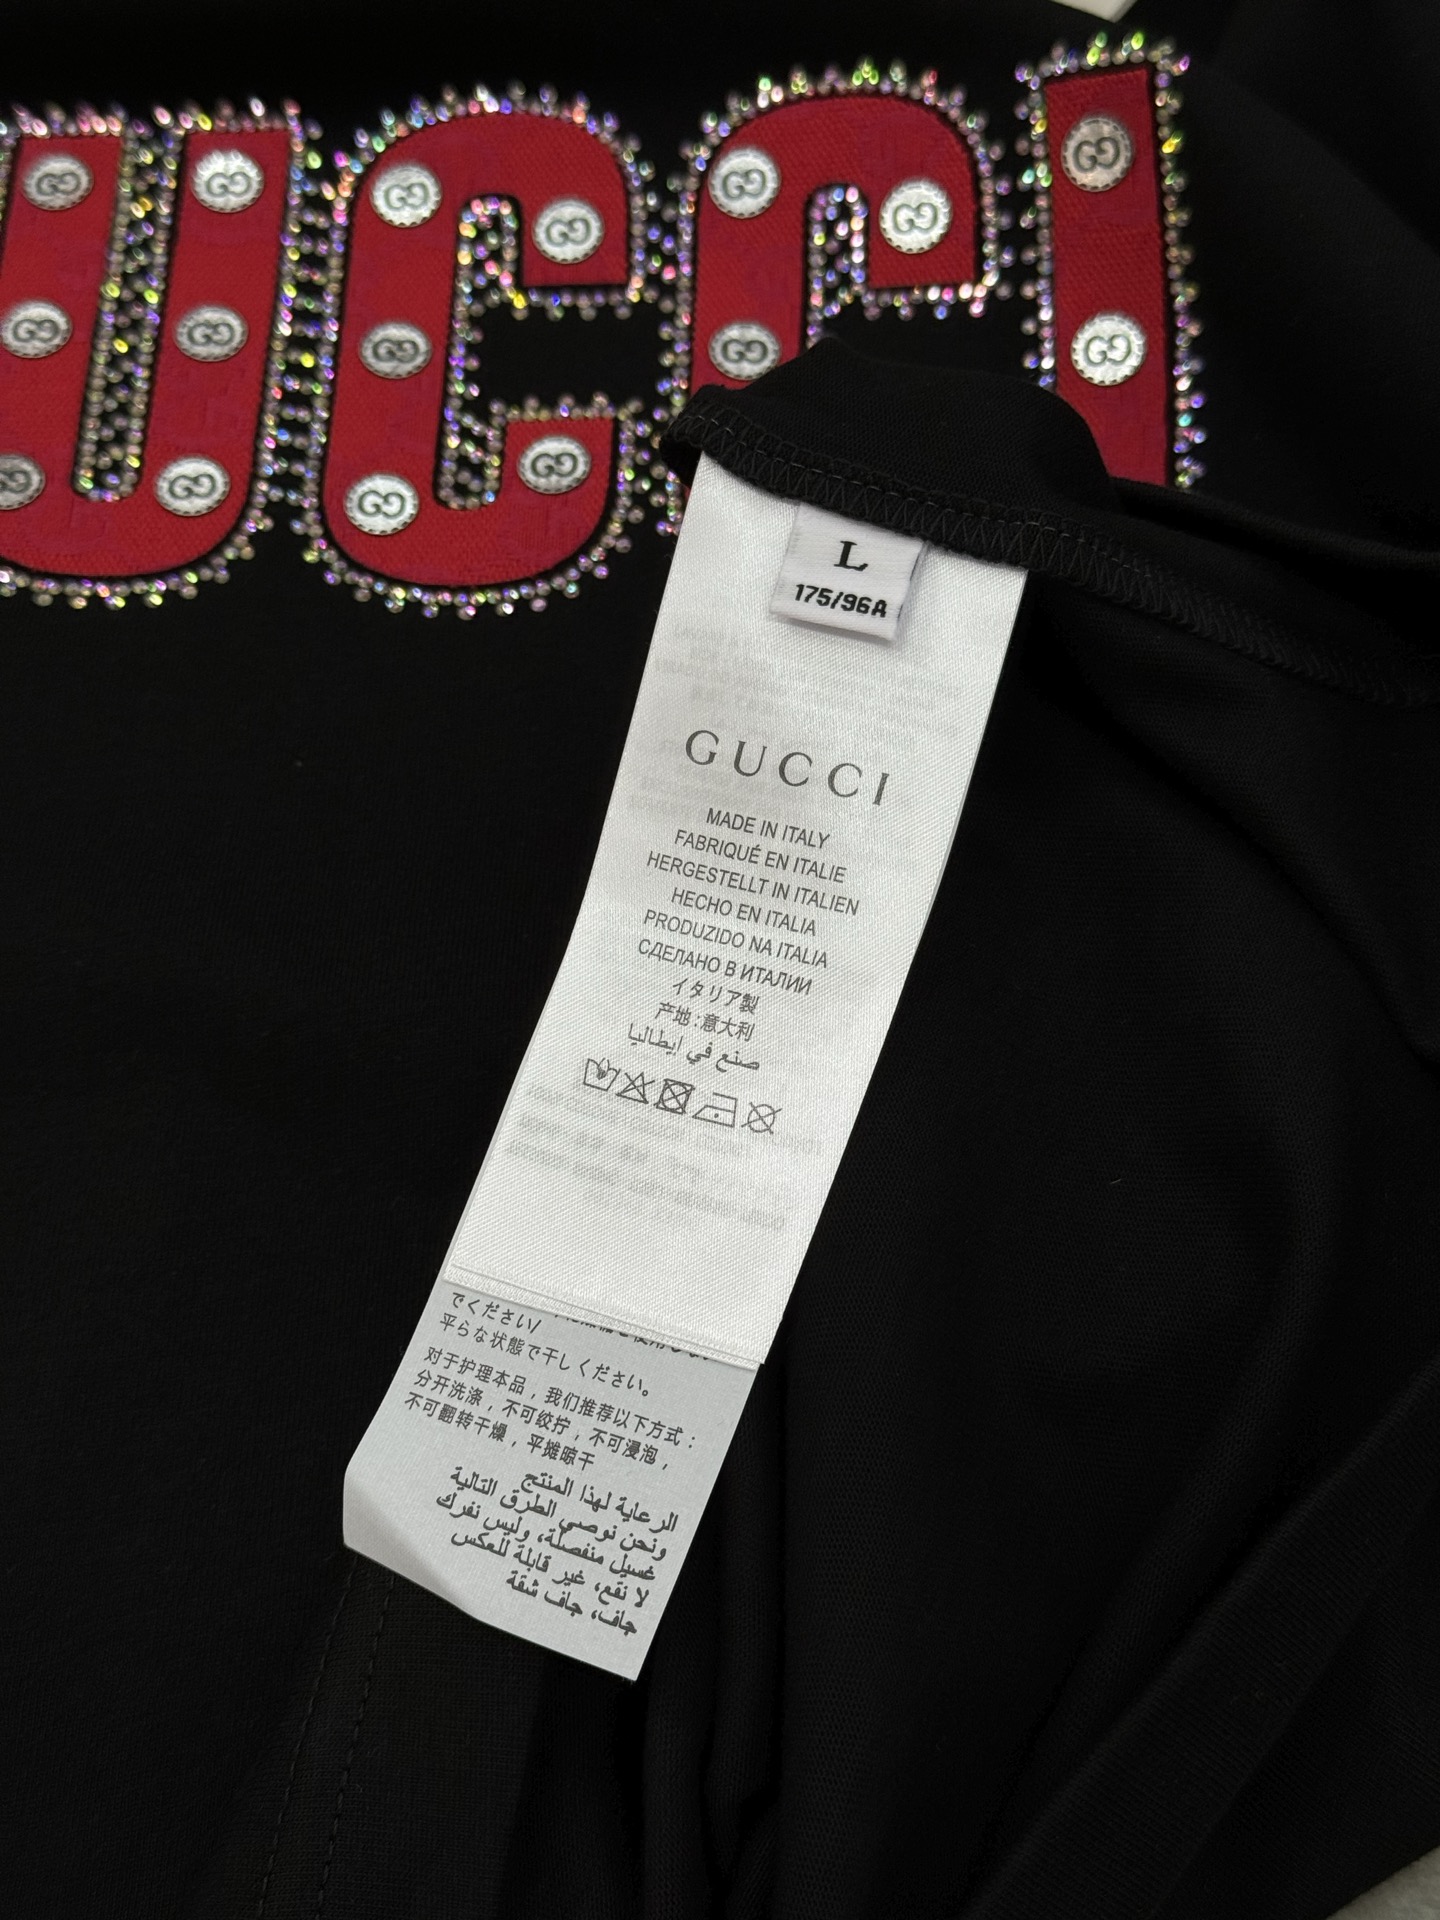 UCCI
L
175/96A
GUCCI
MADE IN ITALY
FABRIQUÉ EN ITALIE
HERGESTELLT IN ITALIEN
HECHO EN ITALIA
PRODUZIDO NA ITALIA
СДЕЛАНО В ИТАЛИИ
イタリア製
产地:意大利
صنع في إيطاليا
でください/
平らな状態で干しください。
对于护理本品，我们推荐以下方式：
分开洗涤，不可绞拧，不可浸泡，
不可翻转干燥，平摊晾干
الرعاية لهذا المنتج
ونحن نوصي الطرق التالية
غسيل منفصلة، وليس نفرك
لا نقع، غير قابلة للعكس
جاف، جاف شقة